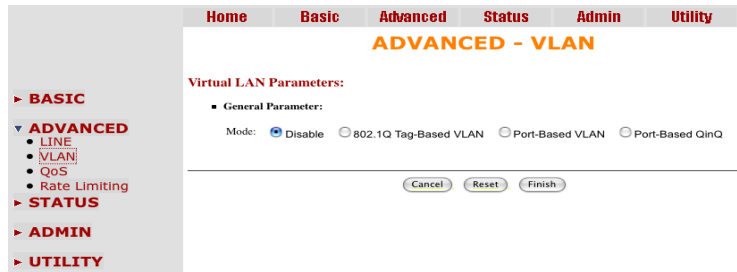 Home Basic Advanced Status Admin Utility
ADVANCED - VLAN
BASIC
ADVANCED
LINE
VLAN
QoS
Rate Limiting
STATUS
ADMIN
UTILITY
Virtual LAN Parameters:
General Parameter:
Mode: Disable 802.1Q Tag-Based VLAN Port-Based VLAN Port-Based QinQ
Cancel Reset Finish